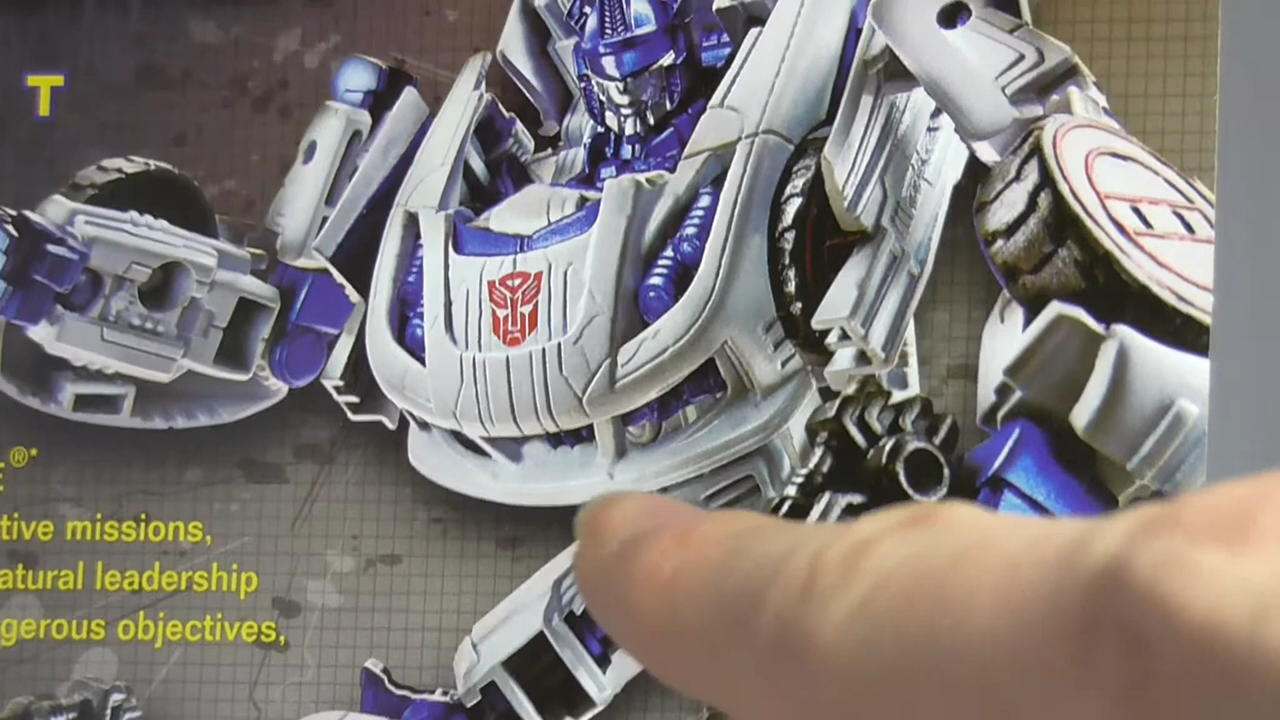 T
E®*
tive missions,
atural leadership
gerous objectives,